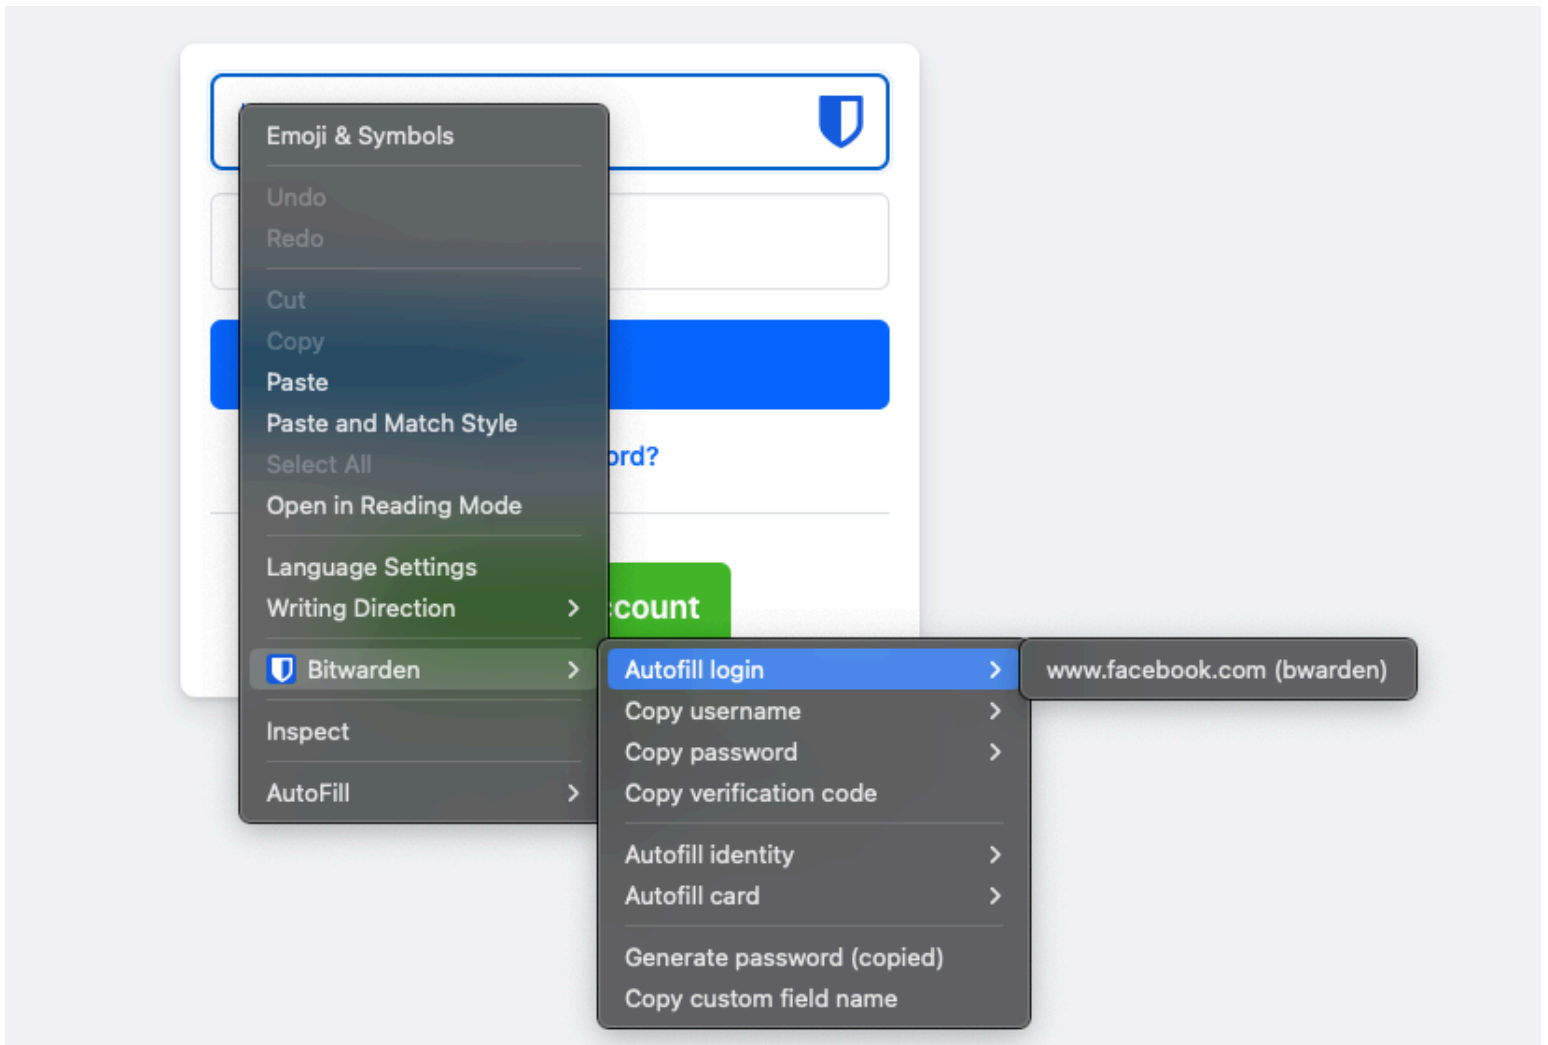 Emoji & Symbols
Undo
Redo
Cut
Copy
Paste
Paste and Match Style
Select All
Open in Reading Mode
Language Settings
Writing Direction
Bitwarden
Inspect
AutoFill
ord?
ccount
Autofill login
Copy username
Copy password
Copy verification code
Autofill identity
Autofill card
Generate password (copied)
Copy custom field name
www.facebook.com (bwarden)